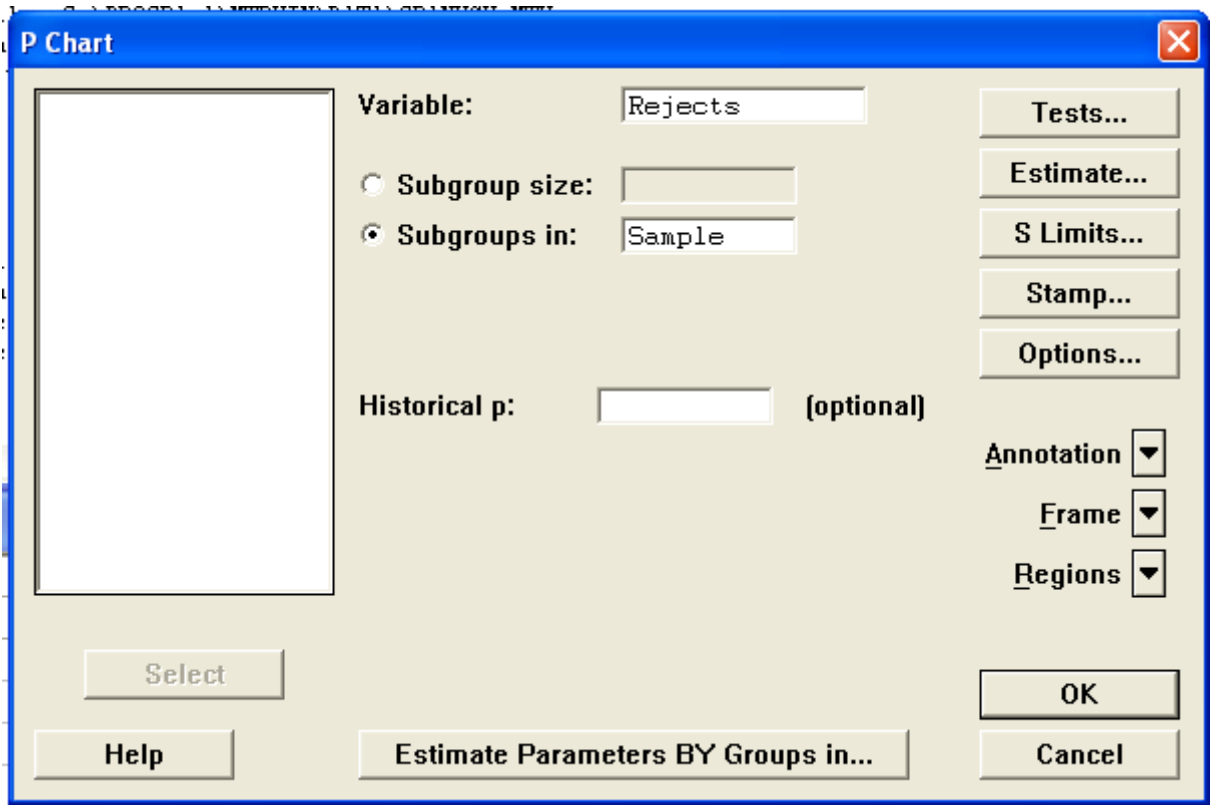 P Chart
Variable: Rejects
Tests...
Subgroup size:
Estimate...
Subgroups in: Sample
S Limits...
Stamp...
Options...
Historical p: (optional)
Annotation
Frame
Regions
Select
OK
Help
Estimate Parameters BY Groups in...
Cancel